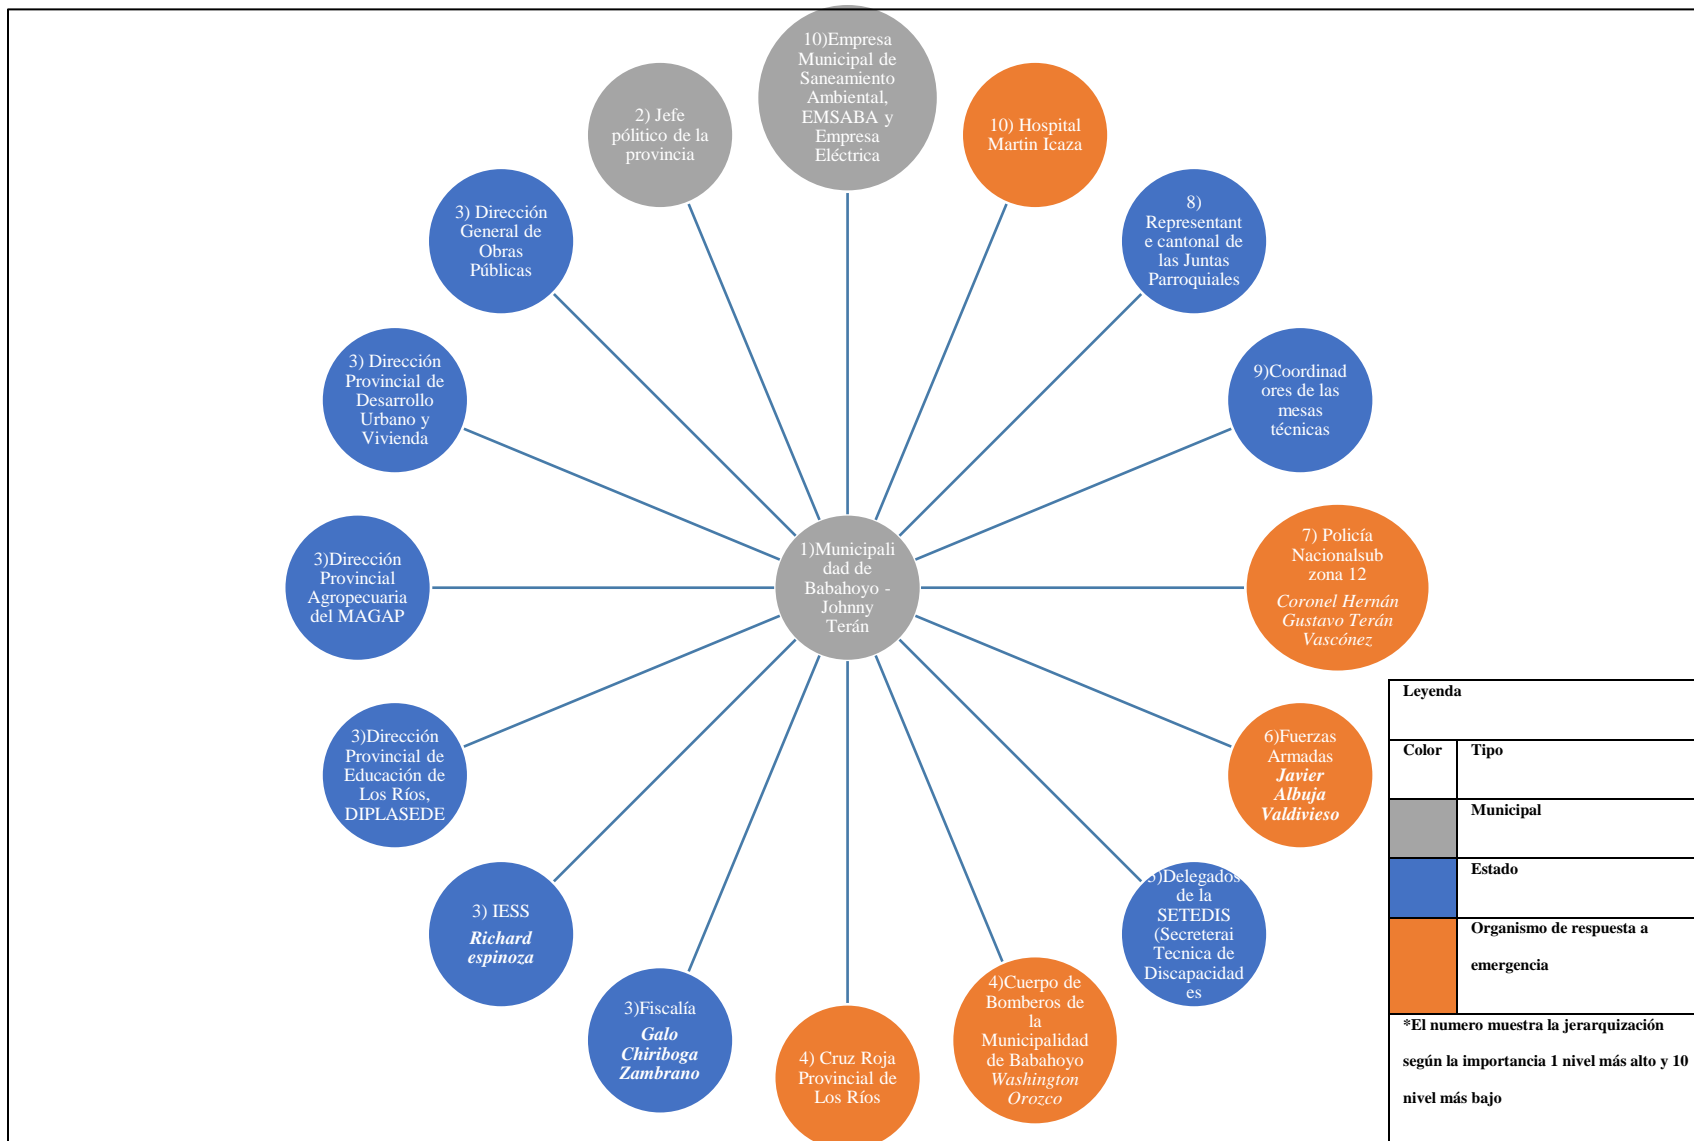 10)Empresa
Municipal de
Saneamiento
Ambiental,
EMSABA y
Empresa
Eléctrica
10) Hospital
Martin Icaza
8)
Representant
e cantonal de
las Juntas
Parroquiales
9)Coordinad
ores de las
mesas
técnicas
7) Policía
Nacionalsub
zona 12
Coronel Hernán
Gustavo Terán
Vascónez
6)Fuerzas
Armadas
Javier
Albuja
Valdivieso
5)Delegados
de la
SETEDIS
(Secreterai
Tecnica de
Discapacidad
es
4)Cuerpo de
Bomberos de
la
Municipalidad
de Babahoyo
Washington
Orozco
4) Cruz Roja
Provincial de
Los Ríos
3)Fiscalía
Galo
Chiriboga
Zambrano
3) IESS
Richard
espinoza
3)Dirección
Provincial de
Educación de
Los Ríos,
DIPLASEDE
3)Dirección
Provincial
Agropecuaria
del MAGAP
3) Dirección
Provincial de
Desarrollo
Urbano y
Vivienda
3) Dirección
General de
Obras
Públicas
2) Jefe
pólitico de la
provincia
1)Municipali
dad de
Babahoyo -
Johnny
Terán
Leyenda
Color Tipo
Municipal
Estado
Organismo de respuesta a
emergencia
*El numero muestra la jerarquización
según la importancia 1 nivel más alto y 10
nivel más bajo